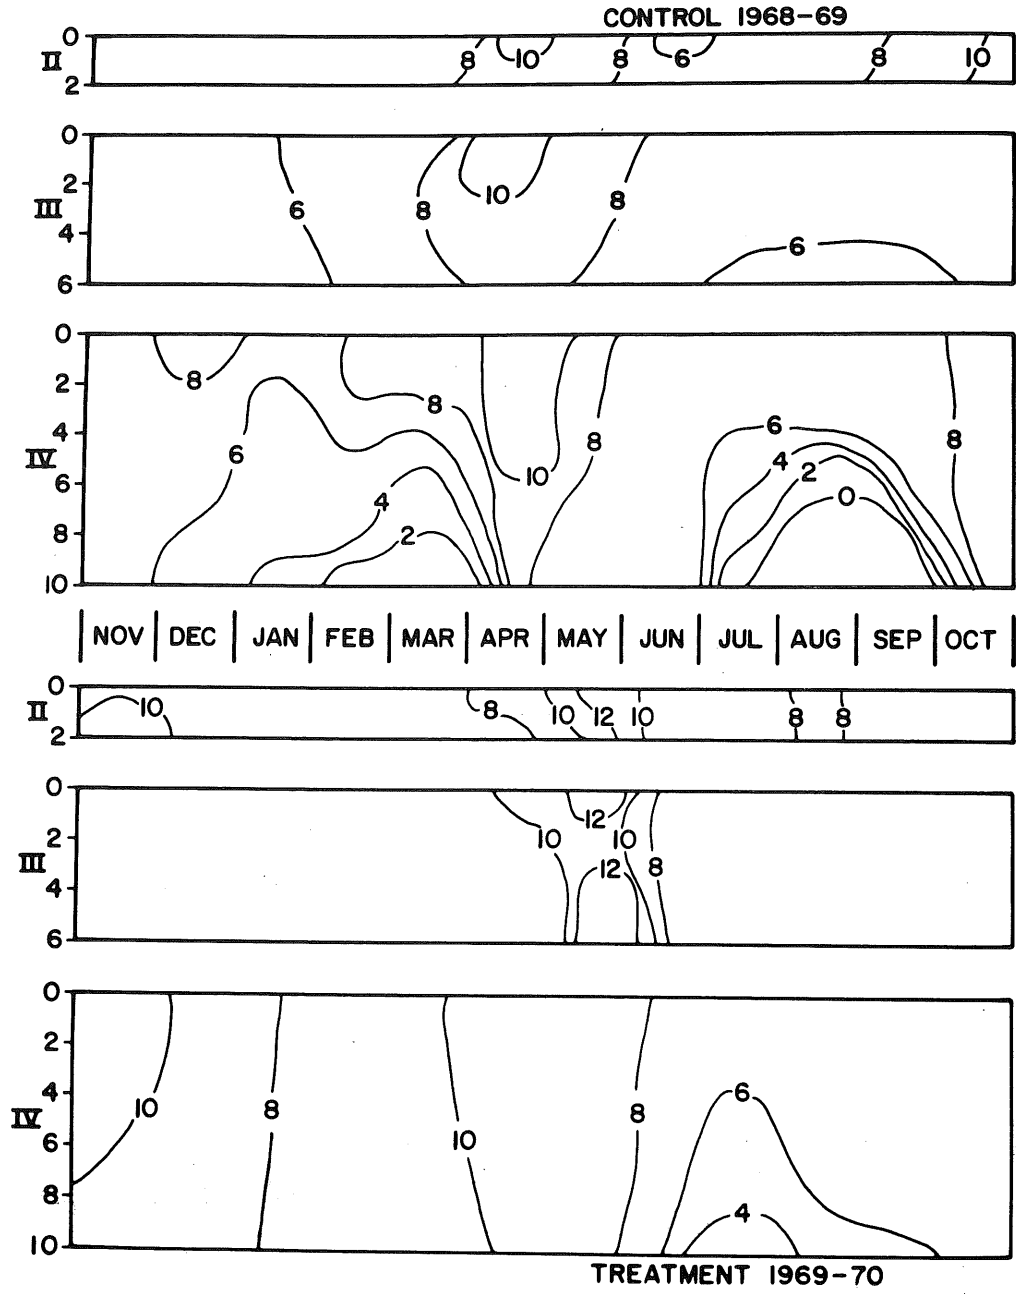 CONTROL 1968-69
0
II 8 10 8 6 8 10
2
0
2
III 6 8 10 8 6
4
6
0
8
2
8
4
6 8 6 8
IV 4 2
6
4 10 0
8
2
10
NOV DEC JAN FEB MAR APR MAY JUN JUL AUG SEP OCT
0
II 10 8 10 12 10 8 8
2
0
12
2
10 10
III 12 8
4
6
0
2
4
10 8 8 6
IV
6
10
8
4
10
TREATMENT 1969-70